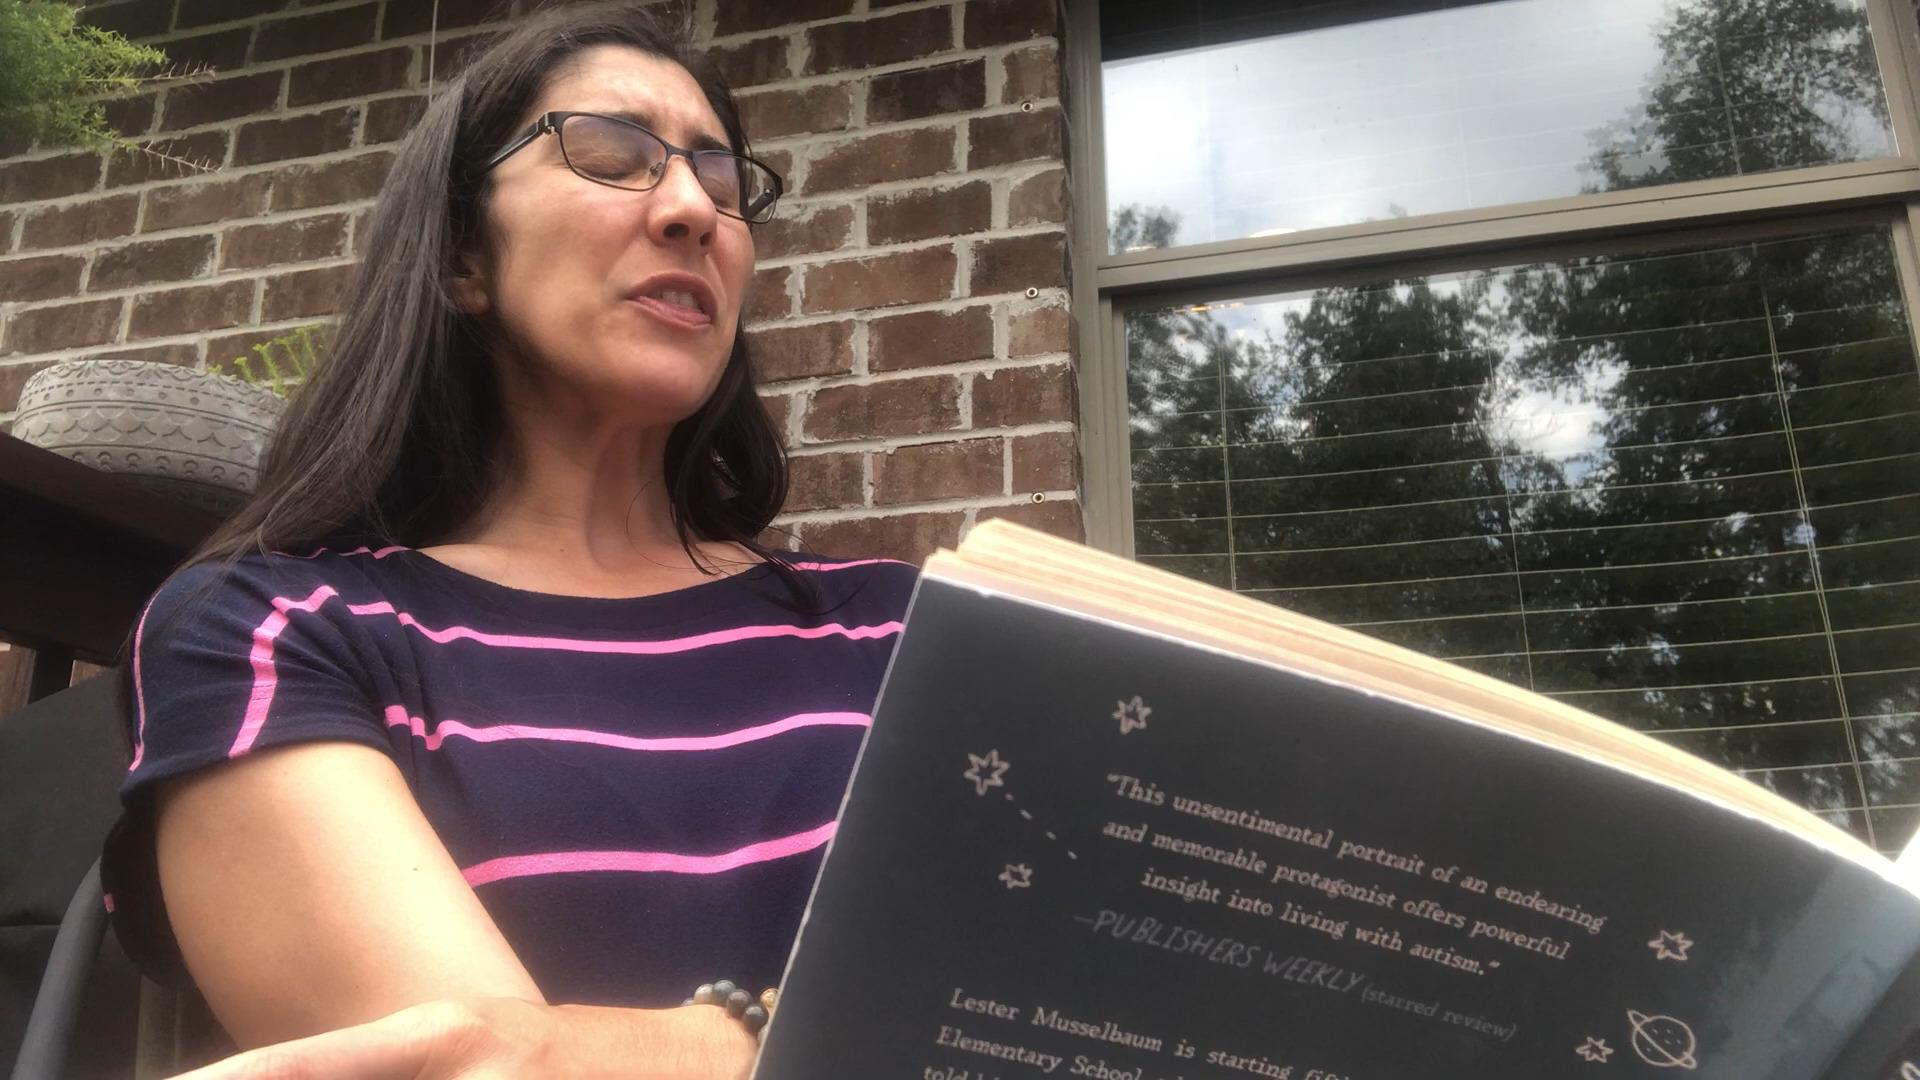 "This unsentimental portrait of an endearing
and memorable protagonist offers powerful
insight into living with autism."
—PUBLISHERS WEEKLY (starred review)
Lester Musselbaum is starting
Elementary School
told